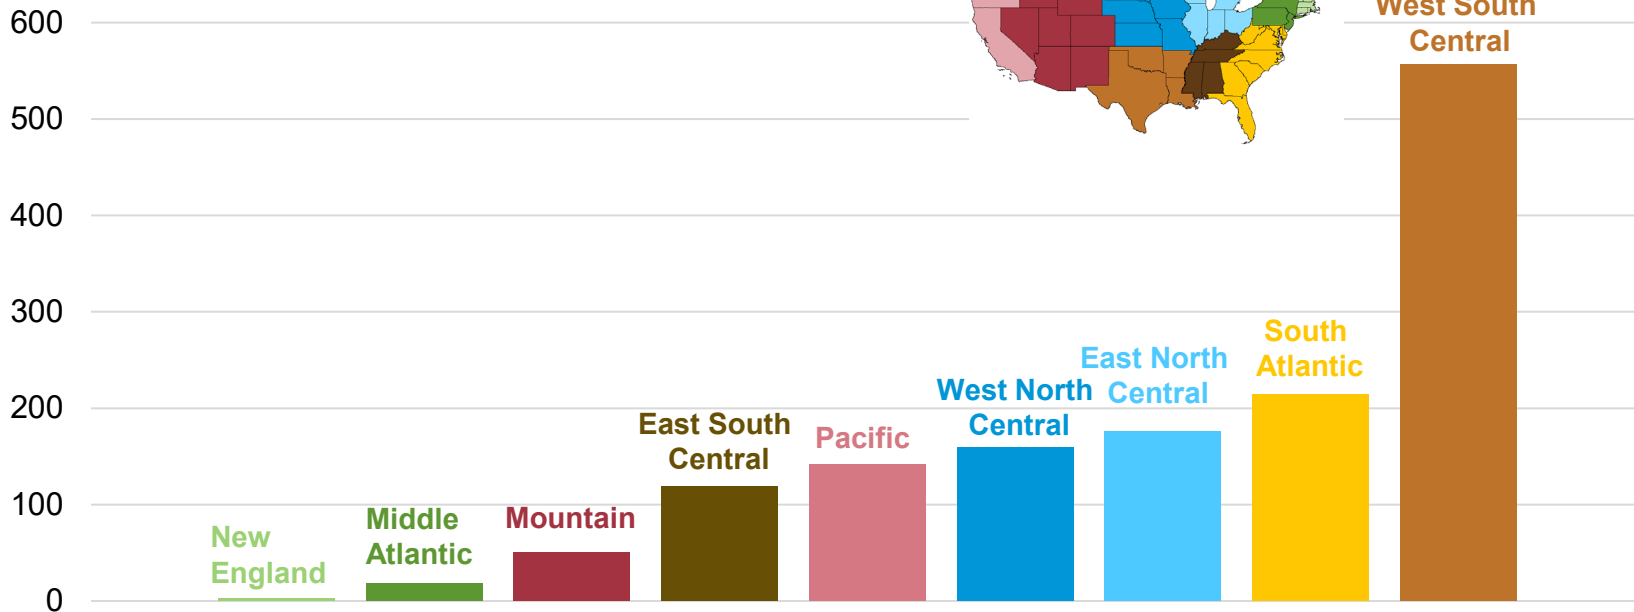 600
500
400
300
200
100
0
New
England
Middle
Atlantic
Mountain
East South
Central
Pacific
West North
Central
East North
Central
South
Atlantic
West South
Central